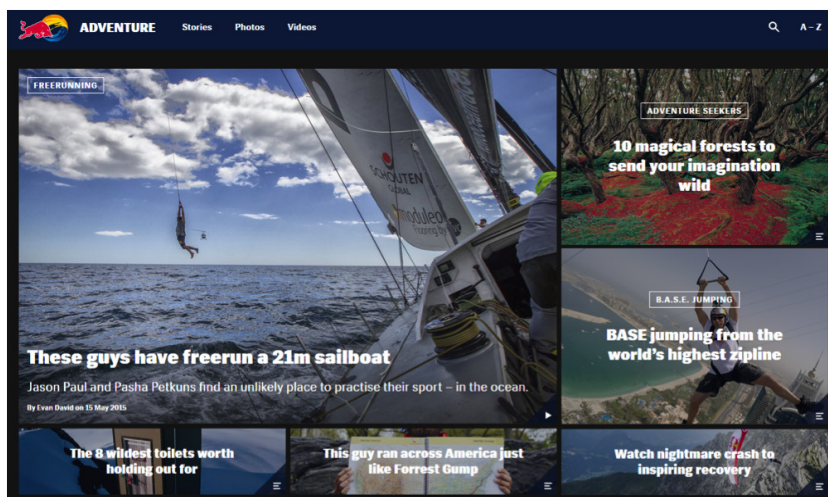 ADVENTURE
Stories
Photos
Videos
A – Z
FREERUNNING
SCHOUTEN
GLOBAL
moduleo
These guys have freerun a 21m sailboat
Jason Paul and Pasha Petkuns find an unlikely place to practise their sport – in the ocean.
By Evan David on 15 May 2015
ADVENTURE SEEKERS
10 magical forests to
send your imagination
wild
B.A.S.E. JUMPING
BASE jumping from the
world's highest zipline
The 8 wildest toilets worth
holding out for
This guy ran across America just
like Forrest Gump
Watch nightmare crash to
inspiring recovery